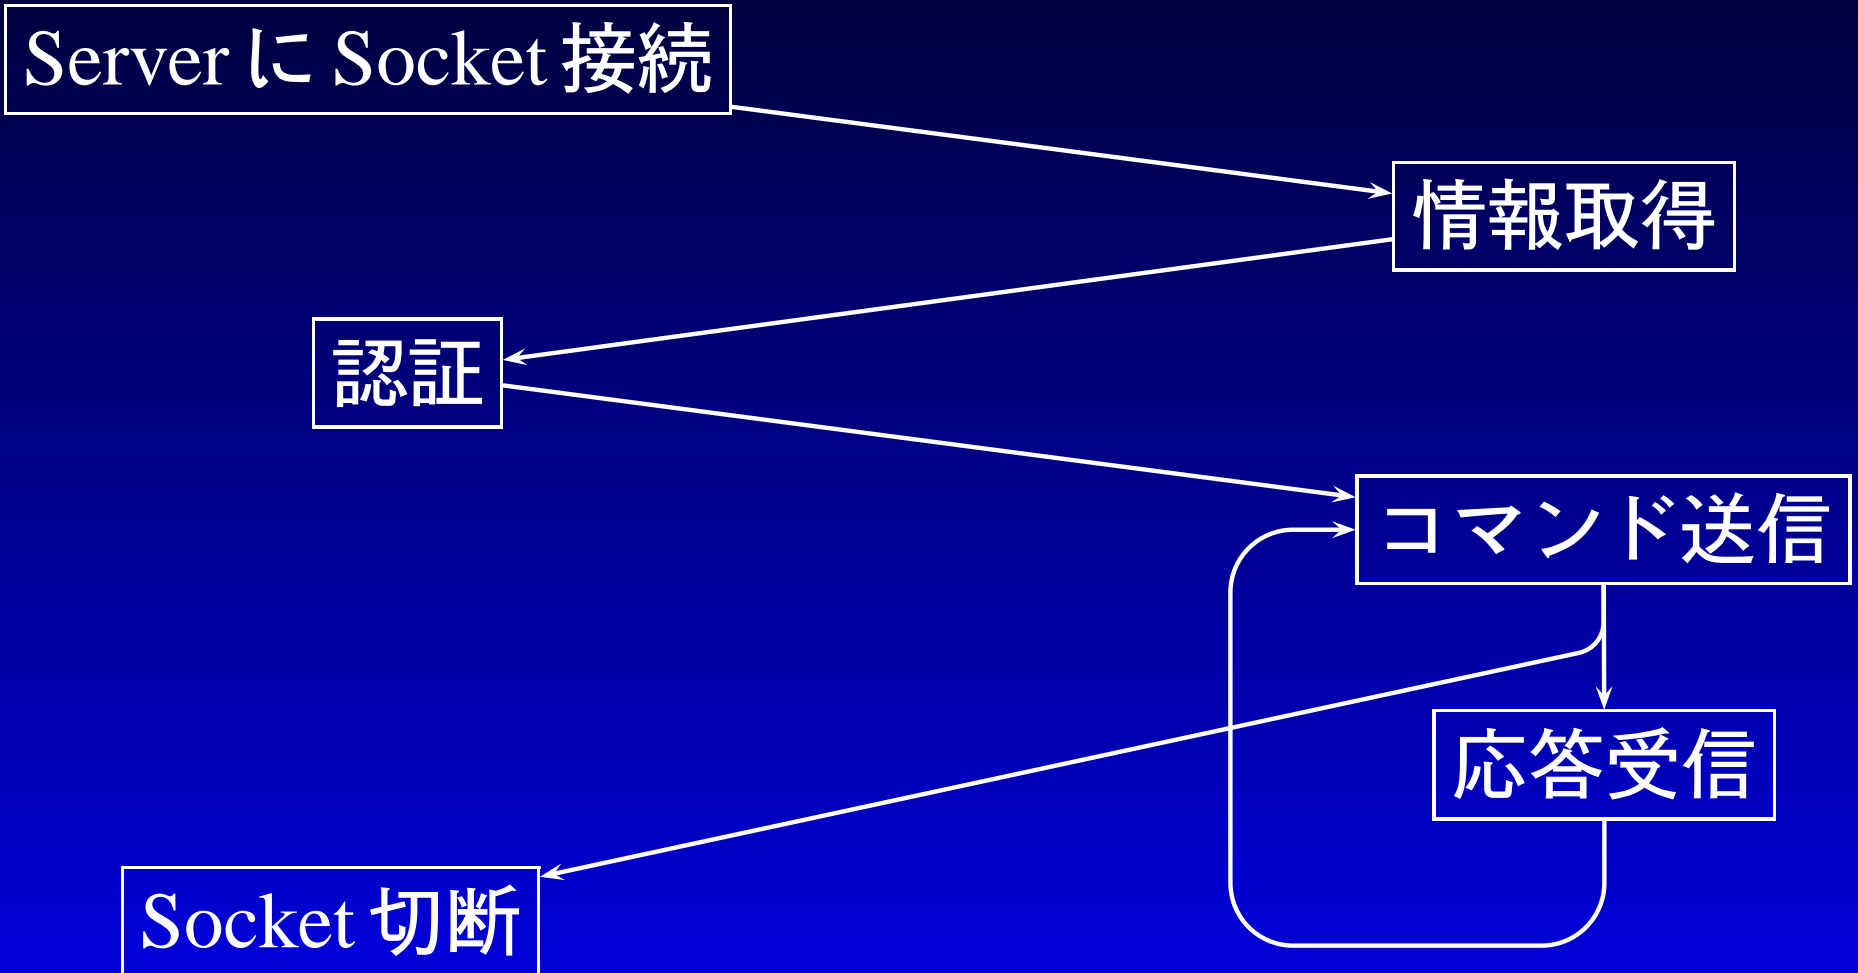 Server に Socket 接続
情報取得
認証
コマンド送信
応答受信
Socket 切断